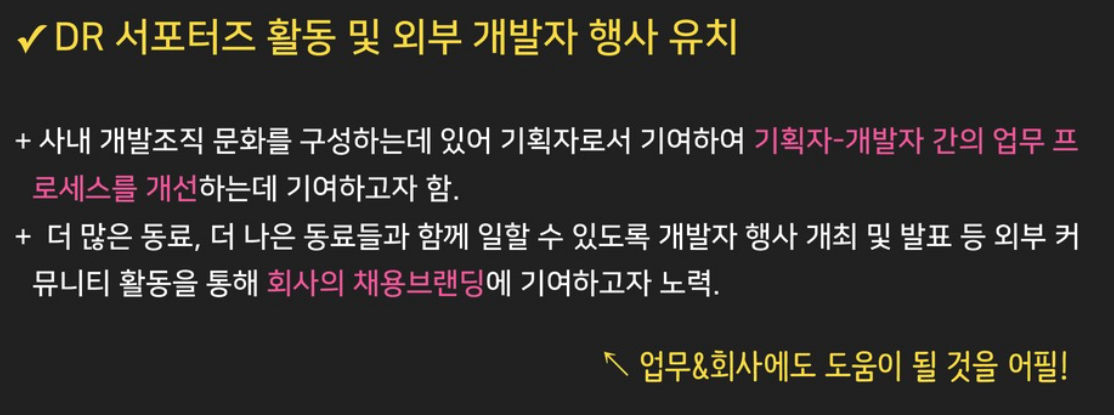 ✓DR 서포터즈 활동 및 외부 개발자 행사 유치
+ 사내 개발조직 문화를 구성하는데 있어 기획자로서 기여하여 기획자-개발자 간의 업무 프
로세스를 개선하는데 기여하고자 함.
+ 더 많은 동료, 더 나은 동료들과 함께 일할 수 있도록 개발자 행사 개최 및 발표 등 외부 커
뮤니티 활동을 통해 회사의 채용브랜딩에 기여하고자 노력.
↖ 업무&회사에도 도움이 될 것을 어필!